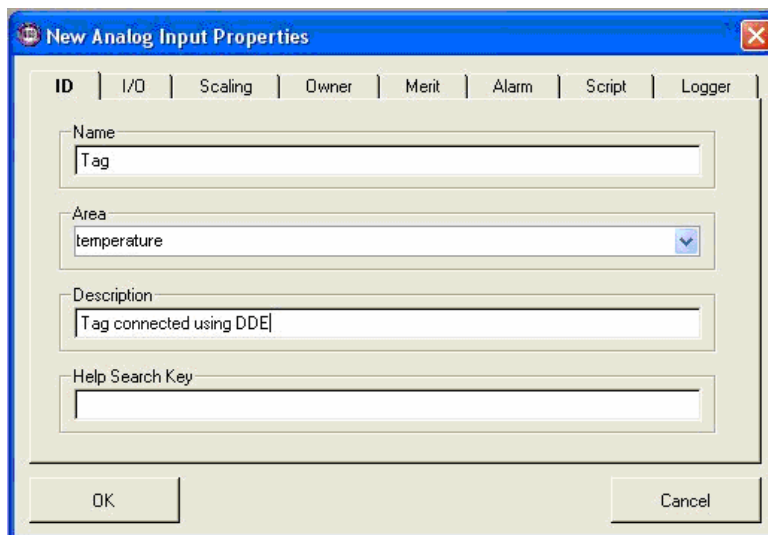 New Analog Input Properties
ID I/O Scaling Owner Merit Alarm Script Logger
Name
Tag
Area
temperature
Description
Tag connected using DDE
Help Search Key
OK Cancel